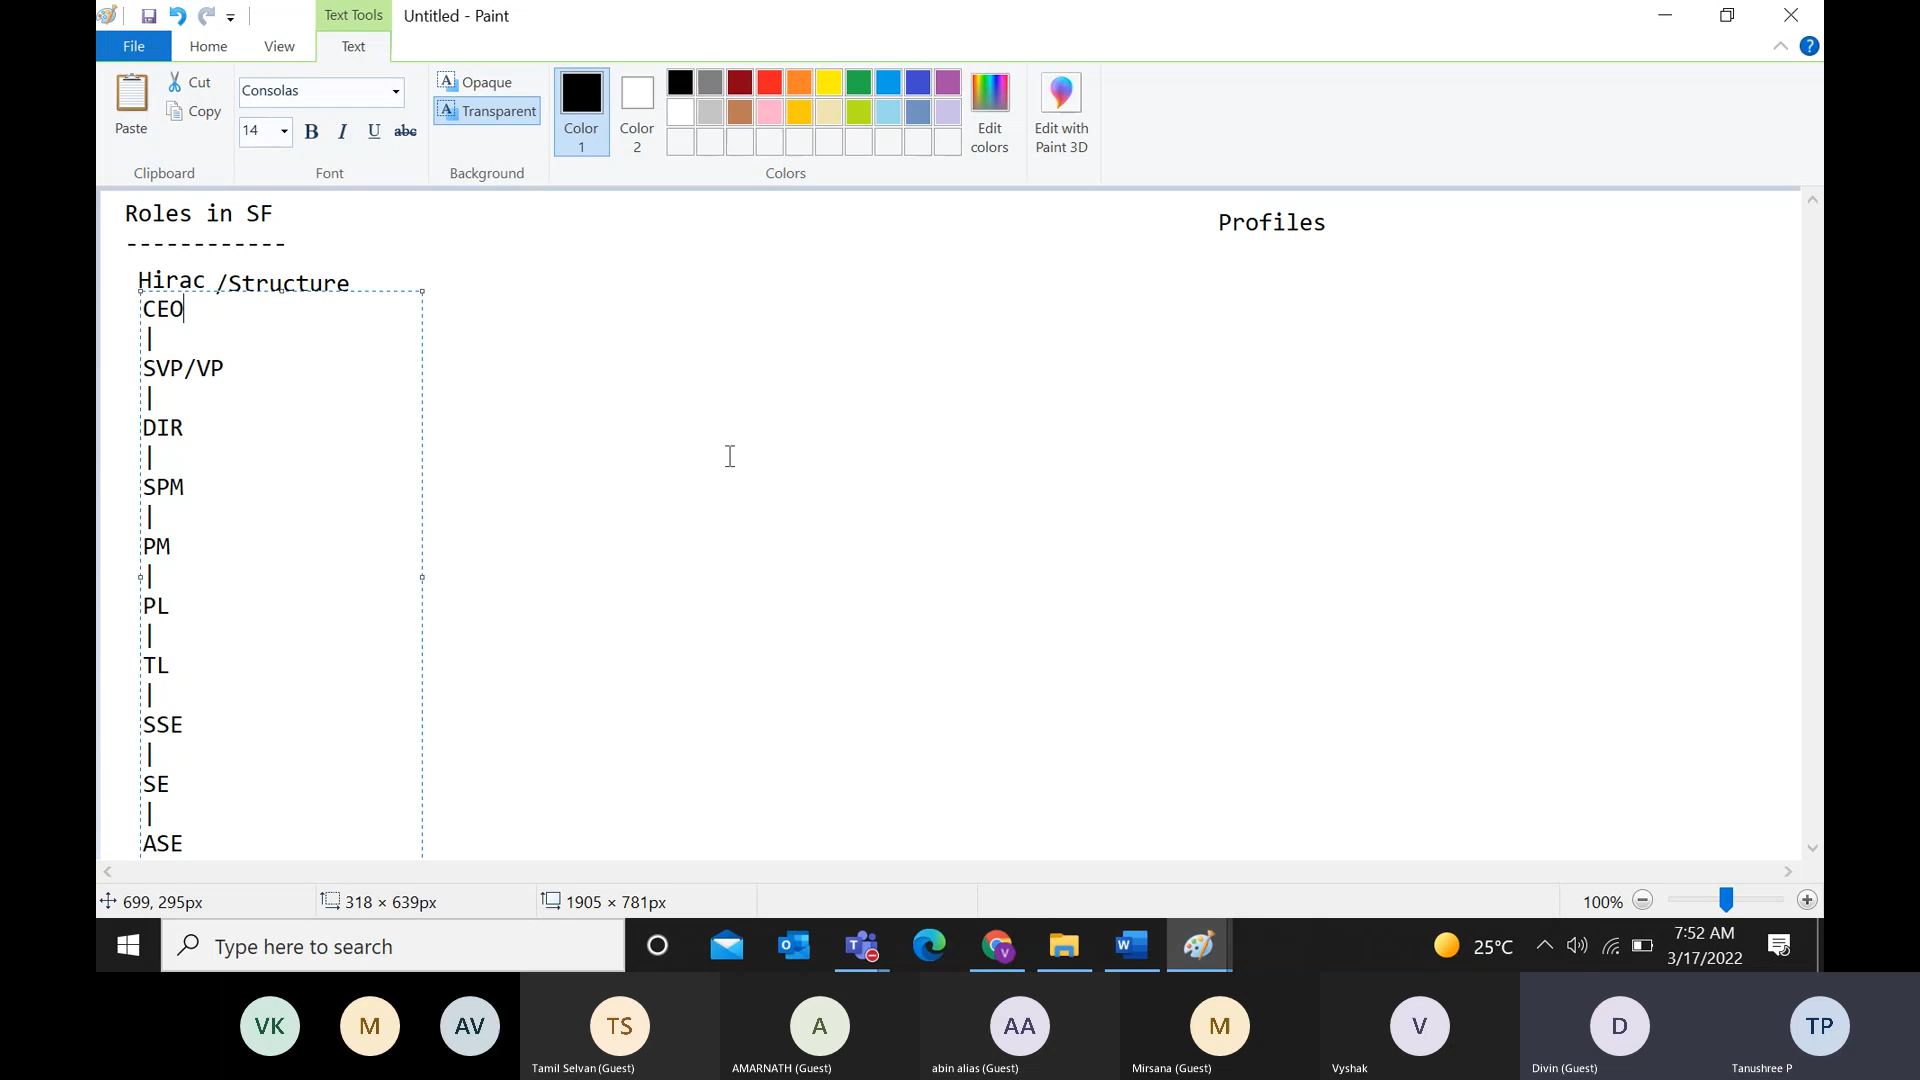 Text Tools
Untitled - Paint
File
Home
View
Text
Paste
Cut
Copy
Clipboard
Consolas
14
B I U abc
Font
Opaque
Transparent
Background
Color 1
Color 2
Edit colors
Colors
Edit with Paint 3D
Roles in SF
------------
Hirac /Structure
CEO
|
SVP/VP
|
DIR
|
SPM
|
PM
|
PL
|
TL
|
SSE
|
SE
|
ASE
Profiles
699, 295px
318 × 639px
1905 × 781px
100%
Type here to search
25°C
7:52 AM
3/17/2022
VK
M
AV
TS
A
AA
M
V
D
TP
Tamil Selvan (Guest)
AMARNATH (Guest)
abin alias (Guest)
Mirsana (Guest)
Vyshak
Divin (Guest)
Tanushree P